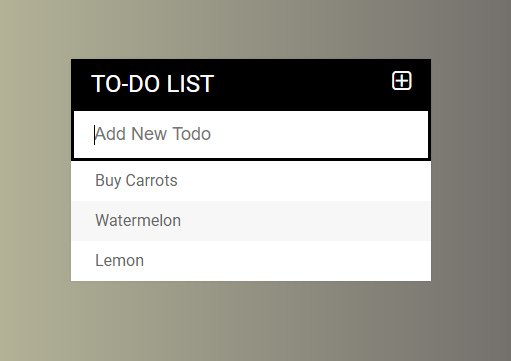 TO-DO LIST
Add New Todo
Buy Carrots
Watermelon
Lemon